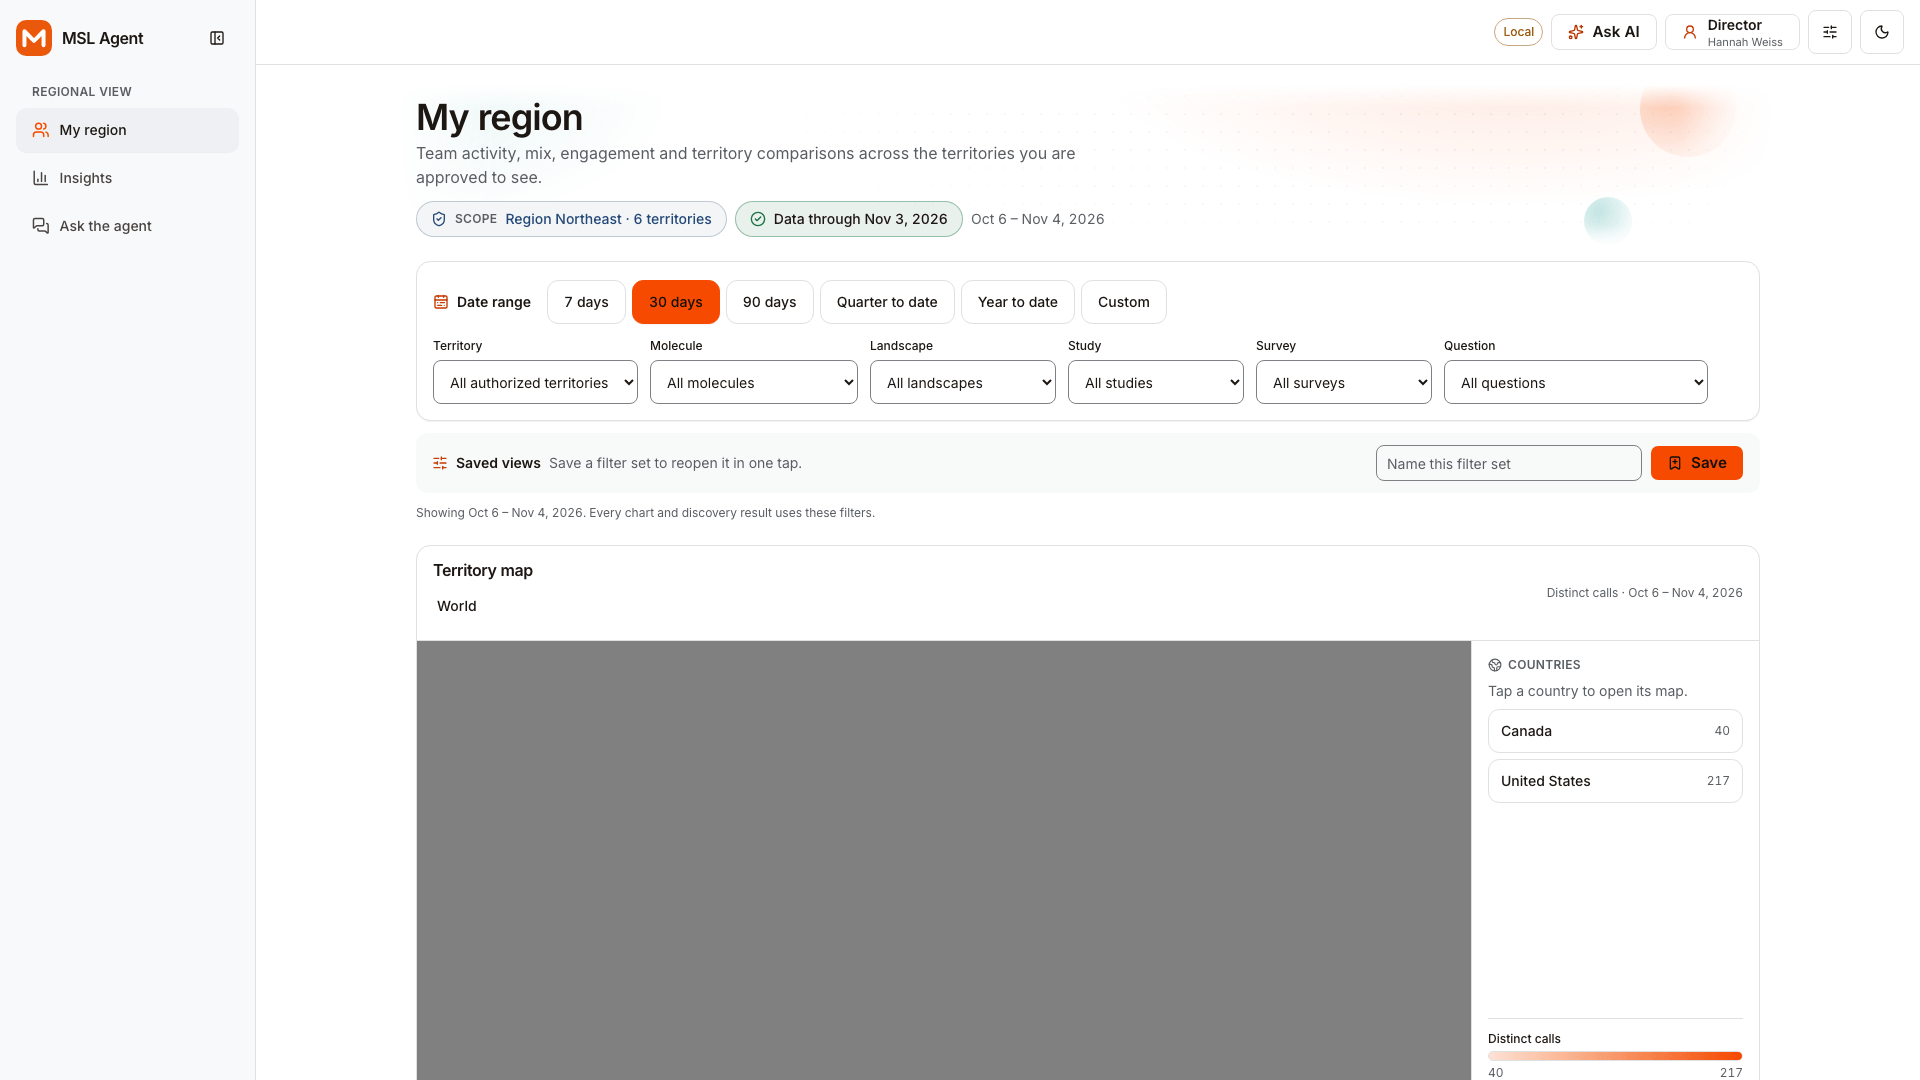 MSL Agent
REGIONAL VIEW
My region
Insights
Ask the agent
Local
Ask AI
Director
Hannah Weiss
My region
Team activity, mix, engagement and territory comparisons across the territories you are
approved to see.
SCOPE Region Northeast · 6 territories
Data through Nov 3, 2026
Oct 6 – Nov 4, 2026
Date range
7 days
30 days
90 days
Quarter to date
Year to date
Custom
Territory
Molecule
Landscape
Study
Survey
Question
All authorized territories
All molecules
All landscapes
All studies
All surveys
All questions
Saved views Save a filter set to reopen it in one tap.
Name this filter set
Save
Showing Oct 6 – Nov 4, 2026. Every chart and discovery result uses these filters.
Territory map
World
Distinct calls · Oct 6 – Nov 4, 2026
COUNTRIES
Tap a country to open its map.
Canada 40
United States 217
Distinct calls
40 217